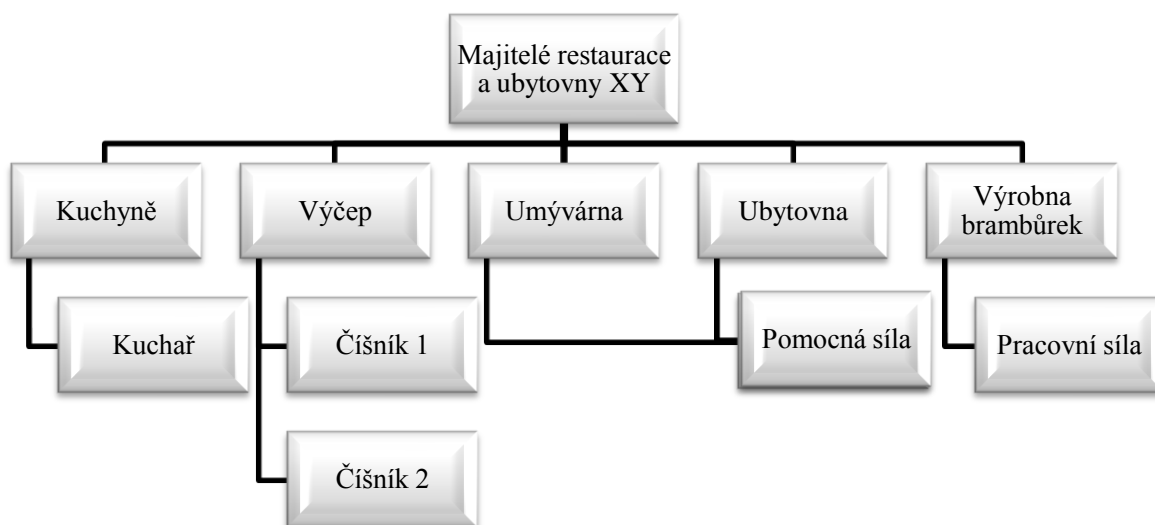 Majitelé restaurace
a ubytovny XY
Kuchyně
Výčep
Umývárna
Ubytovna
Výrobna
brambůrek
Kuchař
Číšník 1
Pomocná síla
Pracovní síla
Číšník 2